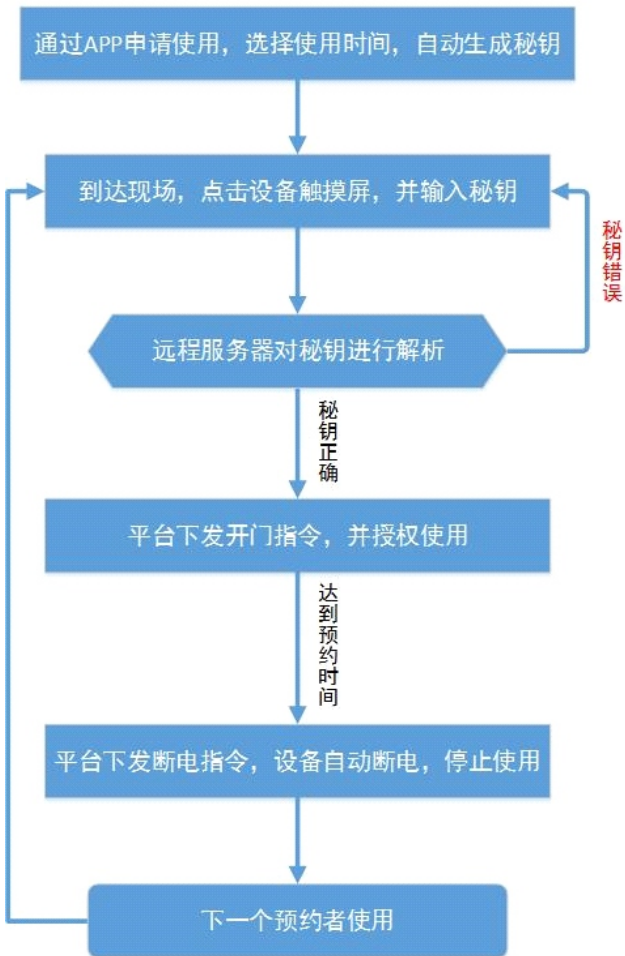 通过APP申请使用，选择使用时间，自动生成秘钥
到达现场，点击设备触摸屏，并输入秘钥
秘钥错误
远程服务器对秘钥进行解析
秘钥正确
平台下发开门指令，并授权使用
达到预约时间
平台下发断电指令，设备自动断电，停止使用
下一个预约者使用